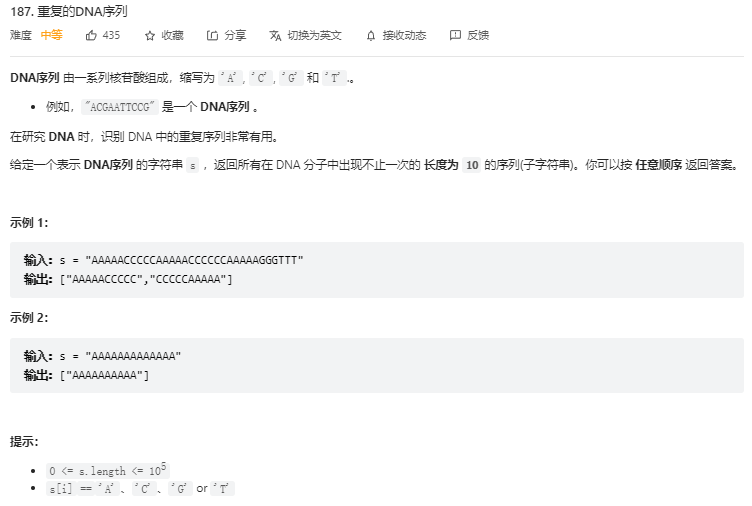 187. 重复的DNA序列
难度 中等 435 收藏 分享 切换为英文 接收动态 反馈
DNA序列 由一系列核苷酸组成，缩写为 'A', 'C', 'G' 和 'T'.。
• 例如，"ACGAATTCCG" 是一个 DNA序列 。
在研究 DNA 时，识别 DNA 中的重复序列非常有用。
给定一个表示 DNA序列 的字符串 s ，返回所有在 DNA 分子中出现不止一次的 长度为 10 的序列(子字符串)。你可以按 任意顺序 返回答案。
示例 1：
输入：s = "AAAAACCCCCAAAAACCCCCCAAAAAGGGTTT"
输出：["AAAAACCCCC","CCCCCAAAAA"]
示例 2：
输入：s = "AAAAAAAAAAAAA"
输出：["AAAAAAAAAA"]
提示：
• 0 <= s.length <= 10⁵
• s[i] == 'A'、'C'、'G' or 'T'